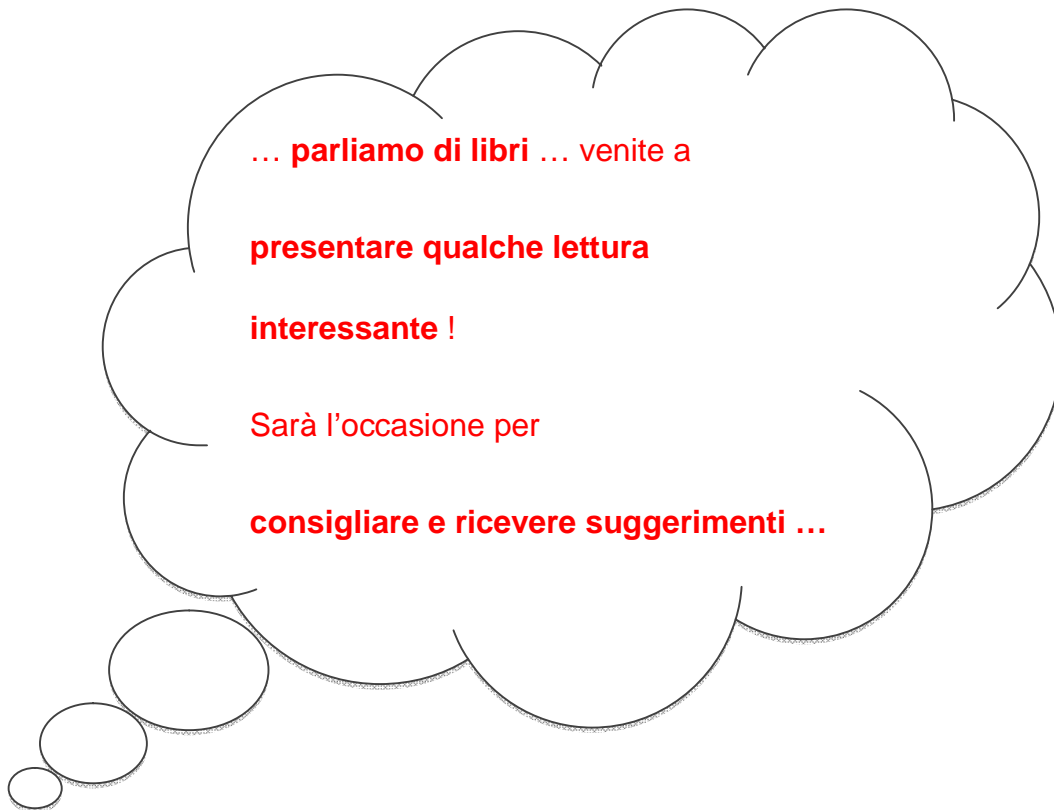 … parliamo di libri … venite a
presentare qualche lettura
interessante !
Sarà l’occasione per
consigliare e ricevere suggerimenti …